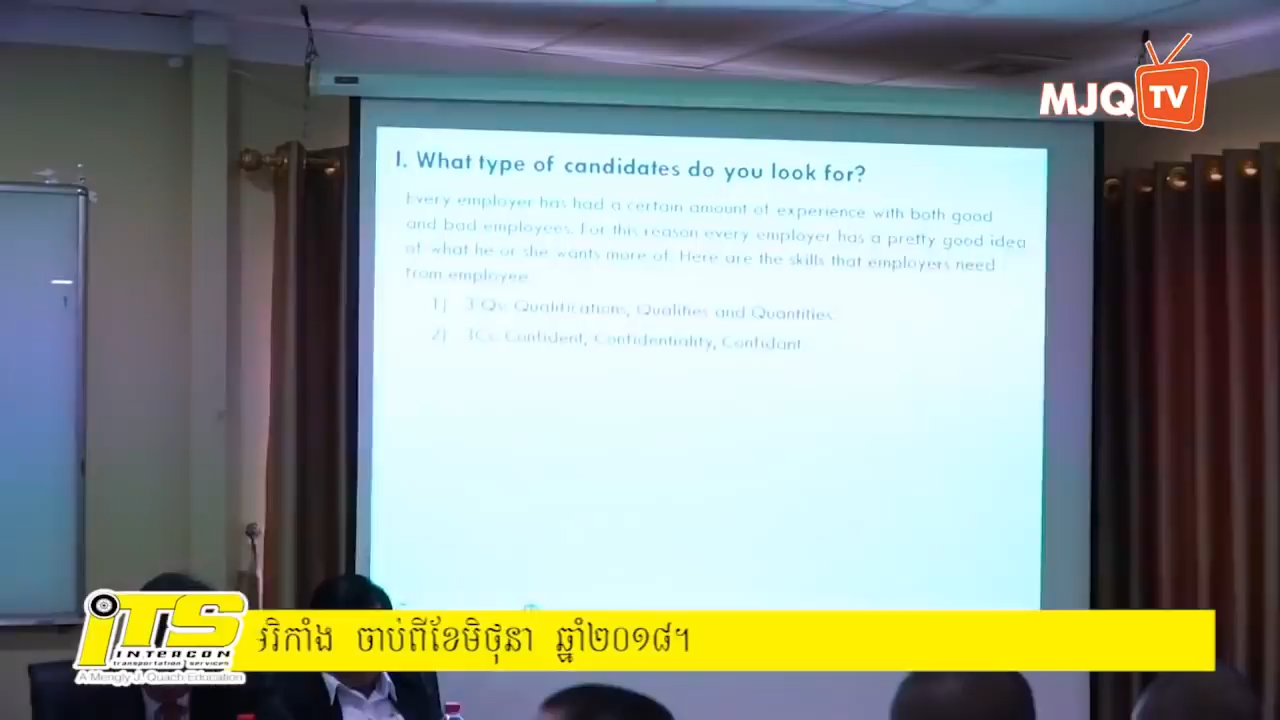 MJQ TV
I. What type of candidates do you look for?
Every employer has had a certain amount of experience with both good
and bad employees. For this reason every employer has a pretty good idea
of what he or she wants more of. Here are the skills that employers need
from employee
1) 3 Qs: Qualifications, Qualities and Quantities
2) 3Cs: Confident, Confidentiality, Confidant
iTS
INTERCON
transportation services
A Mengly J. Quach Education
អរិកាំង ចាប់ពីខែមិថុនា ឆ្នាំ២០១៨។